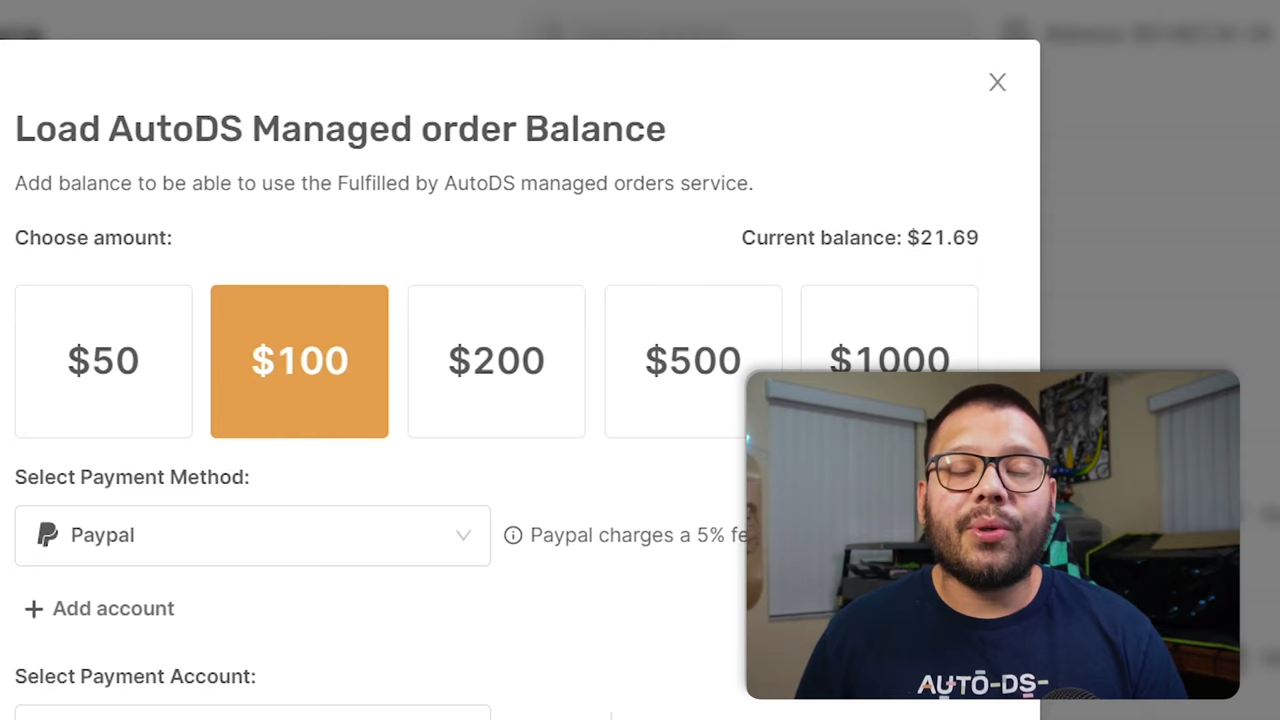 Load AutoDS Managed order Balance
Add balance to be able to use the Fulfilled by AutoDS managed orders service.
Choose amount:
Current balance: $21.69
$50
$100
$200
$500
$1000
Select Payment Method:
Paypal
Paypal charges a 5% fe
+ Add account
Select Payment Account:
AUTO-DS-